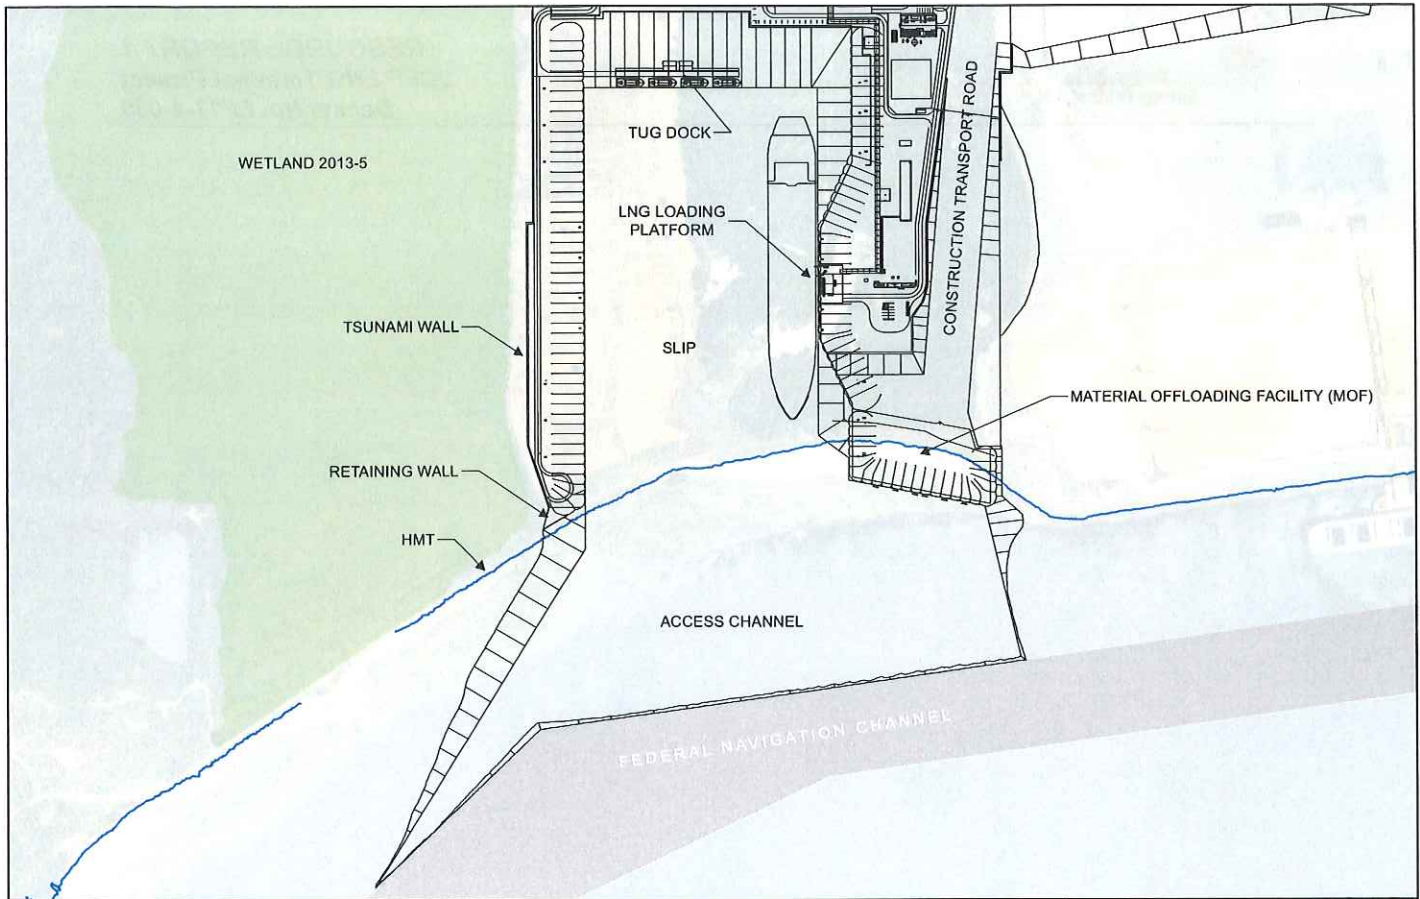 TUG DOCK
WETLAND 2013-5
LNG LOADING
PLATFORM
CONSTRUCTION TRANSPORT ROAD
TSUNAMI WALL
SLIP
MATERIAL OFFLOADING FACILITY (MOF)
RETAINING WALL
HMT
ACCESS CHANNEL
FEDERAL NAVIGATION CHANNEL